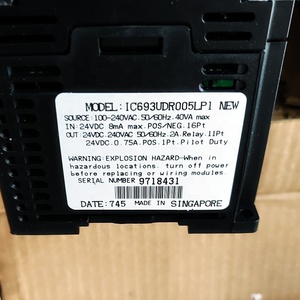 MODEL:IC693UDR005LP1 NEW
SOURCE:100-240VAC.50/60Hz.40VA max
IN:24VDC 8mA max.POS/NEG.16Pt
OUT:24VDC.240VAC 50/60Hz.2A.Relay.11Pt
24VDC.0.75A.POS.1Pt.Pilot Duty
WARNING EXPLOSION HAZARD-When in
hazardous locations, turn off power
before replacing or wiring modules.
SERIAL NUMBER 9718431
DATE:745 MADE IN SINGAPORE